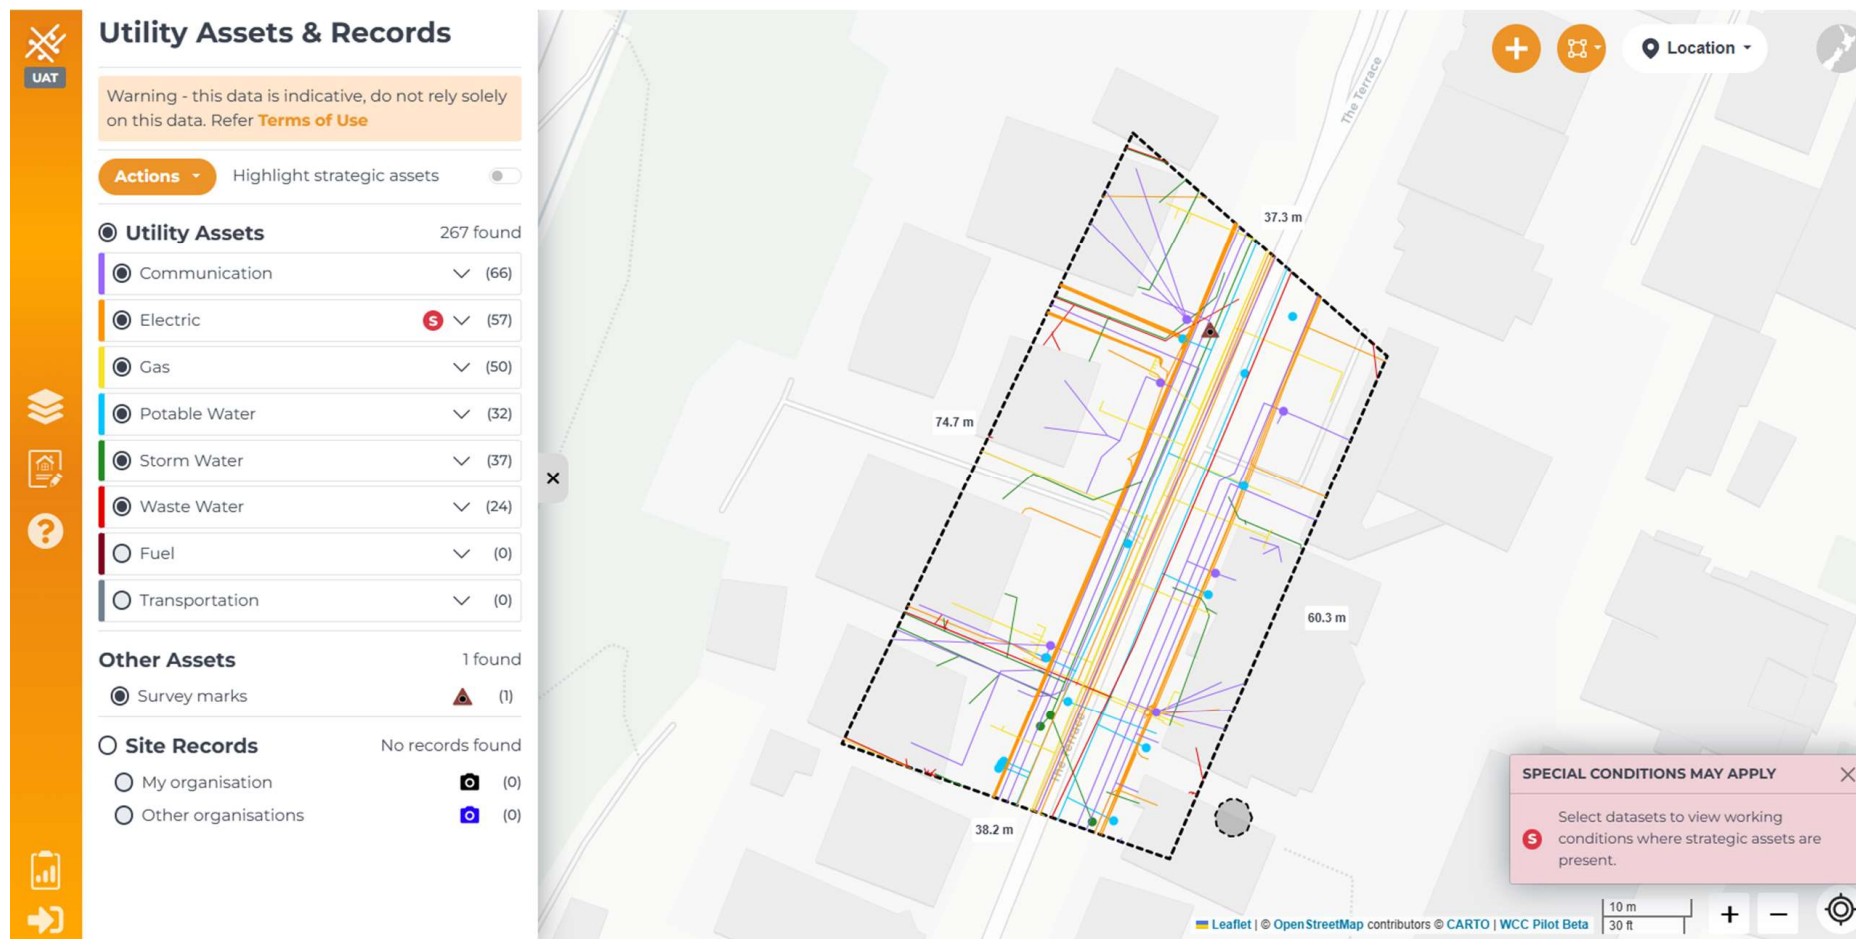 UAT
Utility Assets & Records
Warning - this data is indicative, do not rely solely
on this data. Refer Terms of Use
Actions
Highlight strategic assets
Utility Assets 267 found
Communication (66)
Electric S (57)
Gas (50)
Potable Water (32)
Storm Water (37)
Waste Water (24)
Fuel (0)
Transportation (0)
Other Assets 1 found
Survey marks (1)
Site Records No records found
My organisation (0)
Other organisations (0)
Location
The Terrace
37.3 m
74.7 m
60.3 m
The Terrace
38.2 m
SPECIAL CONDITIONS MAY APPLY
S
Select datasets to view working
conditions where strategic assets are
present.
10 m
30 ft
Leaflet | © OpenStreetMap contributors © CARTO | WCC Pilot Beta